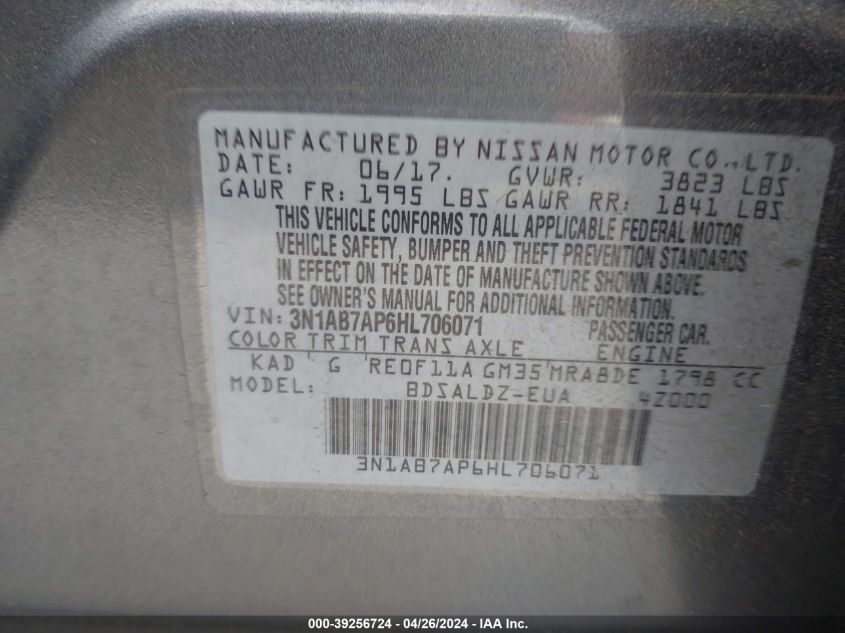 MANUFACTURED BY NISSAN MOTOR CO., LTD.
DATE: 06/17. GVWR: 3823 LBS
GAWR FR: 1995 LBS GAWR RR: 1841 LBS
THIS VEHICLE CONFORMS TO ALL APPLICABLE FEDERAL MOTOR
VEHICLE SAFETY, BUMPER AND THEFT PREVENTION STANDARDS
IN EFFECT ON THE DATE OF MANUFACTURE SHOWN ABOVE.
SEE OWNER'S MANUAL FOR ADDITIONAL INFORMATION.
VIN: 3N1AB7AP6HL706071 PASSENGER CAR.
COLOR TRIM TRANS AXLE ENGINE
KAD G RE0F11A GM35 MRA8DE 1798 CC
MODEL: BDSALDZ-EUA 4Z000
3N1AB7AP6HL706071
000-39256724 / 04/26/2024 - IAA Inc.